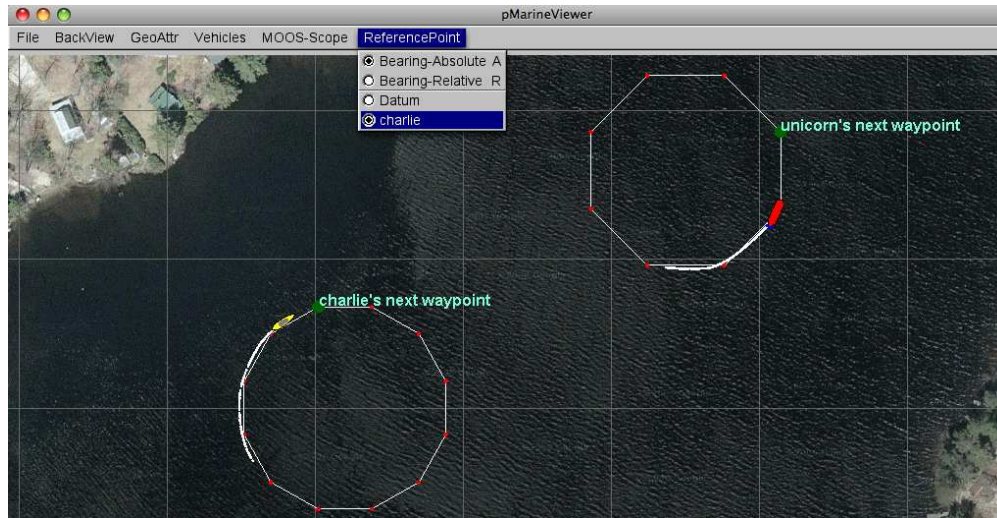 pMarineViewer
File BackView GeoAttr Vehicles MOOS-Scope ReferencePoint
Bearing-Absolute A
Bearing-Relative R
Datum
charlie
unicorn's next waypoint
charlie's next waypoint